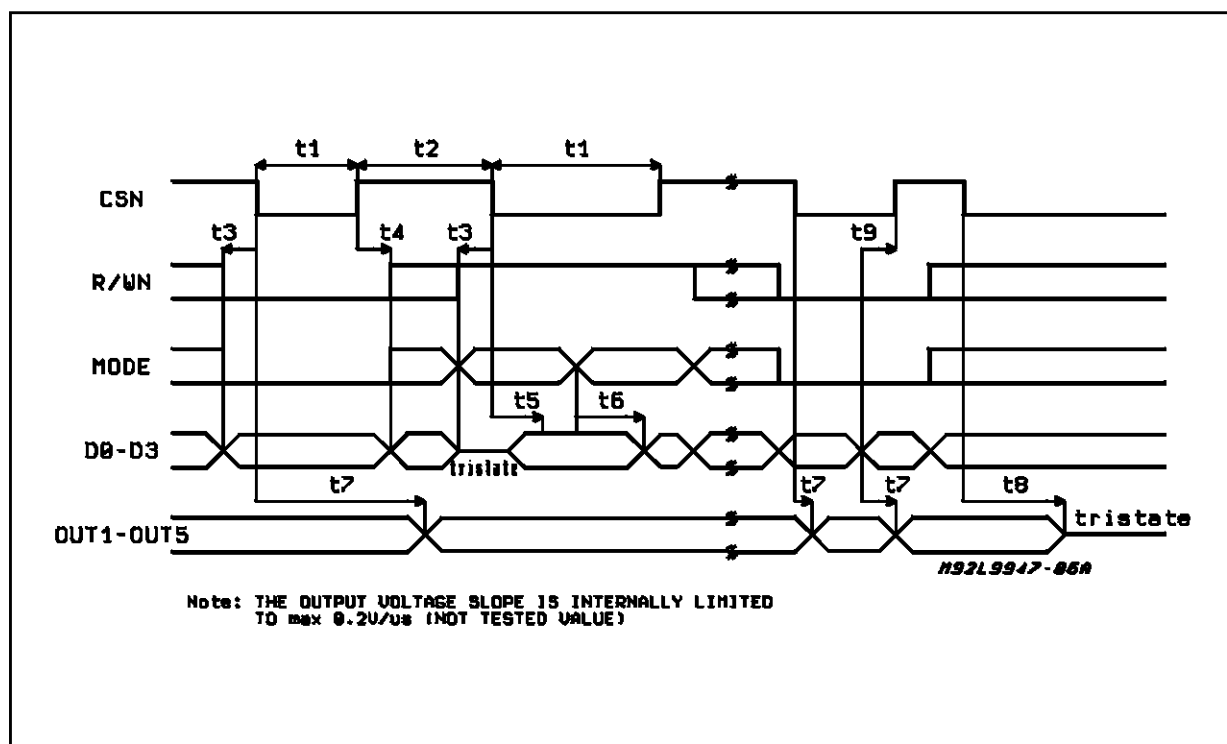 t1 t2 t1
CSN
t3 t4 t3 t9
R/WN
MODE
t5 t6
D0-D3
tristate
t7 t7 t7 t8
tristate
OUT1-OUT5
M92L9947-06A
Note: THE OUTPUT VOLTAGE SLOPE IS INTERNALLY LIMITED
TO max 0.2V/us (NOT TESTED VALUE)